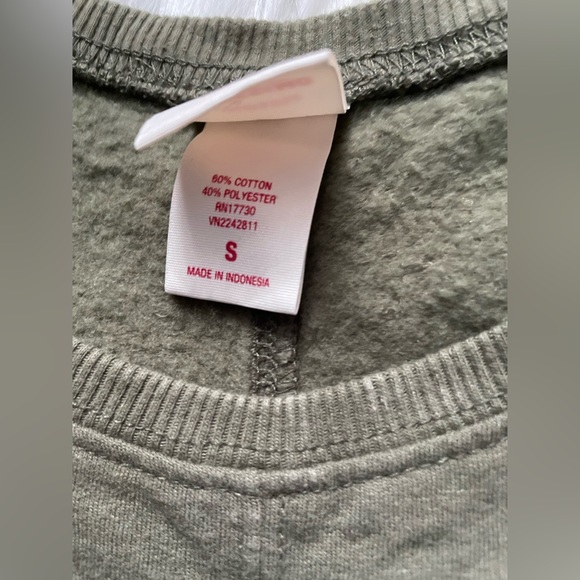 60% COTTON
40% POLYESTER
RN17730
VN2242811
S
MADE IN INDONESIA